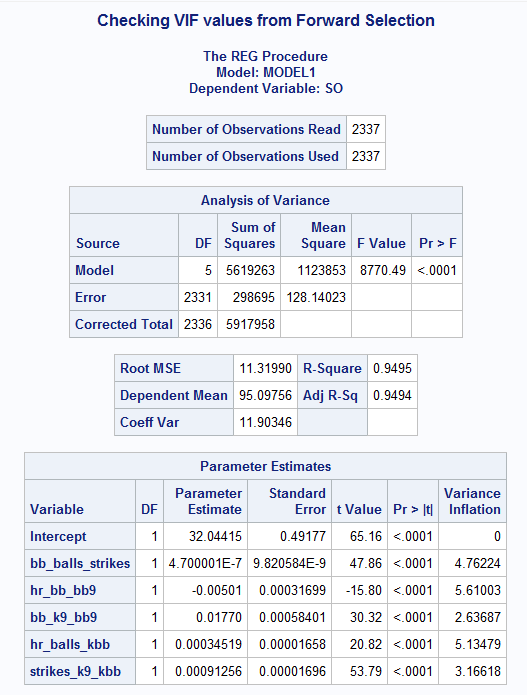 Checking VIF values from Forward Selection
The REG Procedure
Model: MODEL1
Dependent Variable: SO
Number of Observations Read 2337
Number of Observations Used 2337
Analysis of Variance
Source DF Sum of Squares Mean Square F Value Pr > F
Model 5 5619263 1123853 8770.49 <.0001
Error 2331 298695 128.14023
Corrected Total 2336 5917958
Root MSE 11.31990 R-Square 0.9495
Dependent Mean 95.09756 Adj R-Sq 0.9494
Coeff Var 11.90346
Parameter Estimates
Variable DF Parameter Estimate Standard Error t Value Pr > |t| Variance Inflation
Intercept 1 32.04415 0.49177 65.16 <.0001 0
bb_balls_strikes 1 4.700001E-7 9.820584E-9 47.86 <.0001 4.76224
hr_bb_bb9 1 -0.00501 0.00031699 -15.80 <.0001 5.61003
bb_k9_bb9 1 0.01770 0.00058401 30.32 <.0001 2.63687
hr_balls_kbb 1 0.00034519 0.00001658 20.82 <.0001 5.13479
strikes_k9_kbb 1 0.00091256 0.00001696 53.79 <.0001 3.16618